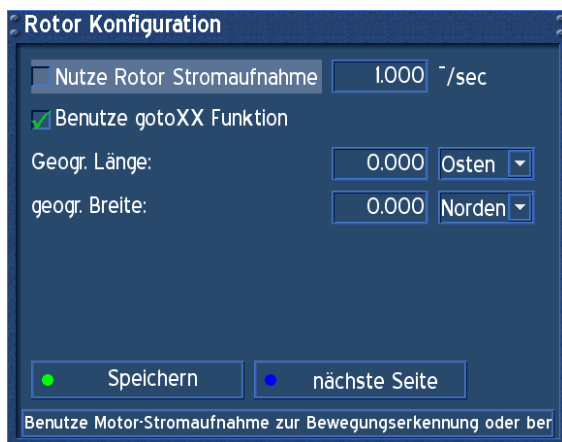 Rotor Konfiguration
Nutze Rotor Stromaufnahme 1.000 ¯/sec
Benutze gotoXX Funktion
Geogr. Länge: 0.000 Osten
geogr. Breite: 0.000 Norden
Speichern nächste Seite
Benutze Motor-Stromaufnahme zur Bewegungserkennung oder ber